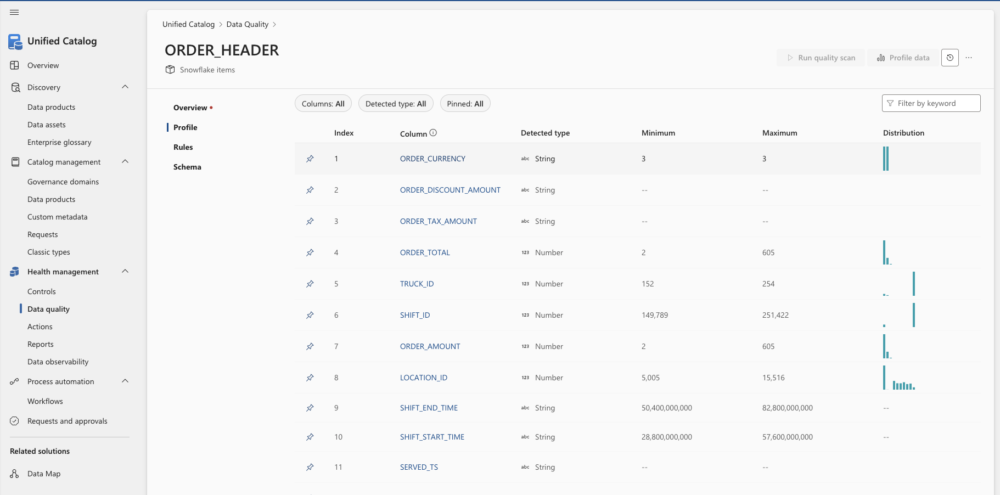 Unified Catalog
Overview
Discovery
Data products
Data assets
Enterprise glossary
Catalog management
Governance domains
Data products
Custom metadata
Requests
Classic types
Health management
Controls
Data quality
Actions
Reports
Data observability
Process automation
Workflows
Requests and approvals
Related solutions
Data Map
Unified Catalog > Data Quality >
ORDER_HEADER
Snowflake items
Run quality scan Profile data ...
Overview
Profile
Rules
Schema
Columns: All Detected type: All Pinned: All Filter by keyword
Index Column Detected type Minimum Maximum Distribution
1 ORDER_CURRENCY abc String 3 3
2 ORDER_DISCOUNT_AMOUNT abc String -- --
3 ORDER_TAX_AMOUNT abc String -- --
4 ORDER_TOTAL 123 Number 2 605
5 TRUCK_ID 123 Number 152 254
6 SHIFT_ID 123 Number 149,789 251,422
7 ORDER_AMOUNT 123 Number 2 605
8 LOCATION_ID 123 Number 5,005 15,516
9 SHIFT_END_TIME abc String 50,400,000,000 82,800,000,000 --
10 SHIFT_START_TIME abc String 28,800,000,000 57,600,000,000 --
11 SERVED_TS abc String -- --